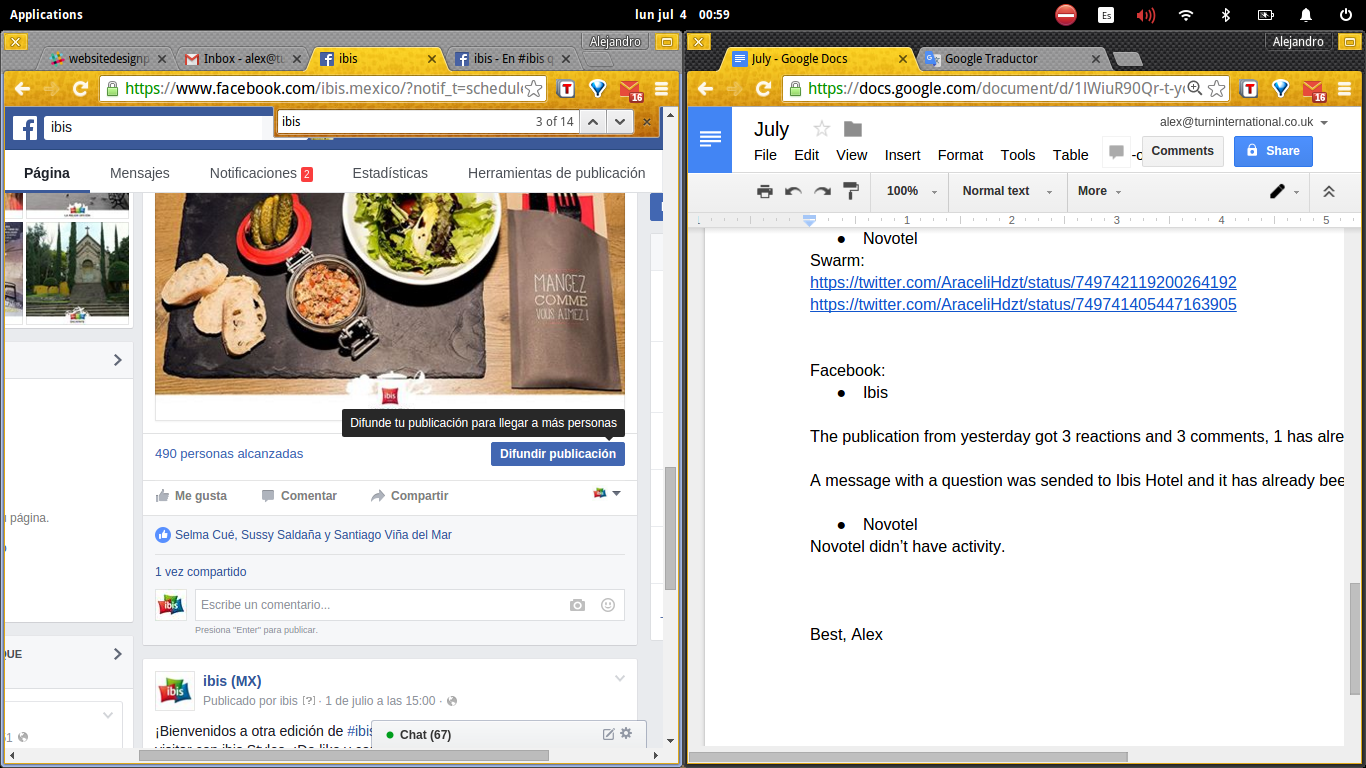 Applications
lun jul 4 00:59
Es
websitedesignp
Inbox - alex@tu
ibis
ibis - En #ibis q
Alejandro
https://www.facebook.com/ibis.mexico/?notif_t=schedule
16
ibis
ibis
3 of 14
Página
Mensajes
Notificaciones 2
Estadísticas
Herramientas de publicación
MANGEZ
COMME
VOUS AIMEZ !
ibis
Difunde tu publicación para llegar a más personas
490 personas alcanzadas
Difundir publicación
Me gusta
Comentar
Compartir
página.
Selma Cué, Sussy Saldaña y Santiago Viña del Mar
1 vez compartido
ibis
Escribe un comentario...
Presiona "Enter" para publicar.
QUE
ibis
ibis (MX)
Publicado por ibis [?] · 1 de julio a las 15:00 ·
¡Bienvenidos a otra edición de #ibis
Chat (67)
July - Google Docs
Google Traductor
Alejandro
https://docs.google.com/document/d/1lWiuR90Qr-t-y
16
July
alex@turninternational.co.uk
File Edit View Insert Format Tools Table
Comments
Share
100%
Normal text
More
1 2 3 4 5
● Novotel
Swarm:
https://twitter.com/AraceliHdzt/status/749742119200264192
https://twitter.com/AraceliHdzt/status/749741405447163905
Facebook:
● Ibis
The publication from yesterday got 3 reactions and 3 comments, 1 has alre
A message with a question was sended to Ibis Hotel and it has already bee
● Novotel
Novotel didn't have activity.
Best, Alex